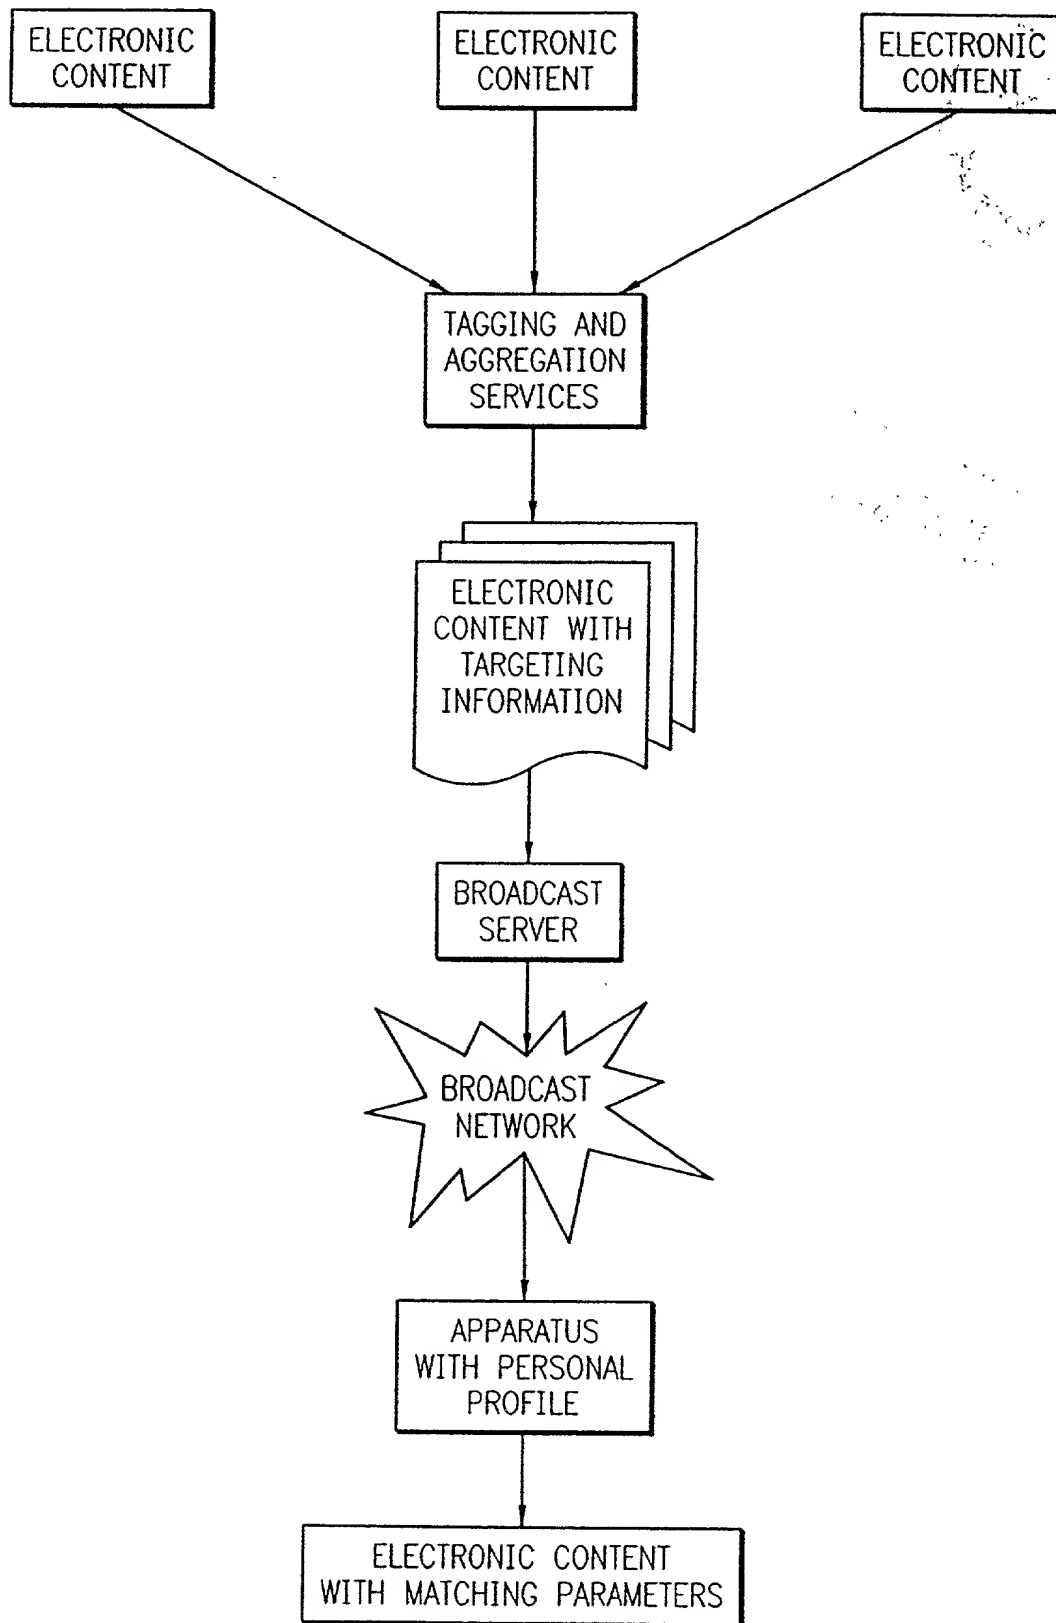 ELECTRONIC
CONTENT
ELECTRONIC
CONTENT
ELECTRONIC
CONTENT
TAGGING AND
AGGREGATION
SERVICES
ELECTRONIC
CONTENT WITH
TARGETING
INFORMATION
BROADCAST
SERVER
BROADCAST
NETWORK
APPARATUS
WITH PERSONAL
PROFILE
ELECTRONIC CONTENT
WITH MATCHING PARAMETERS